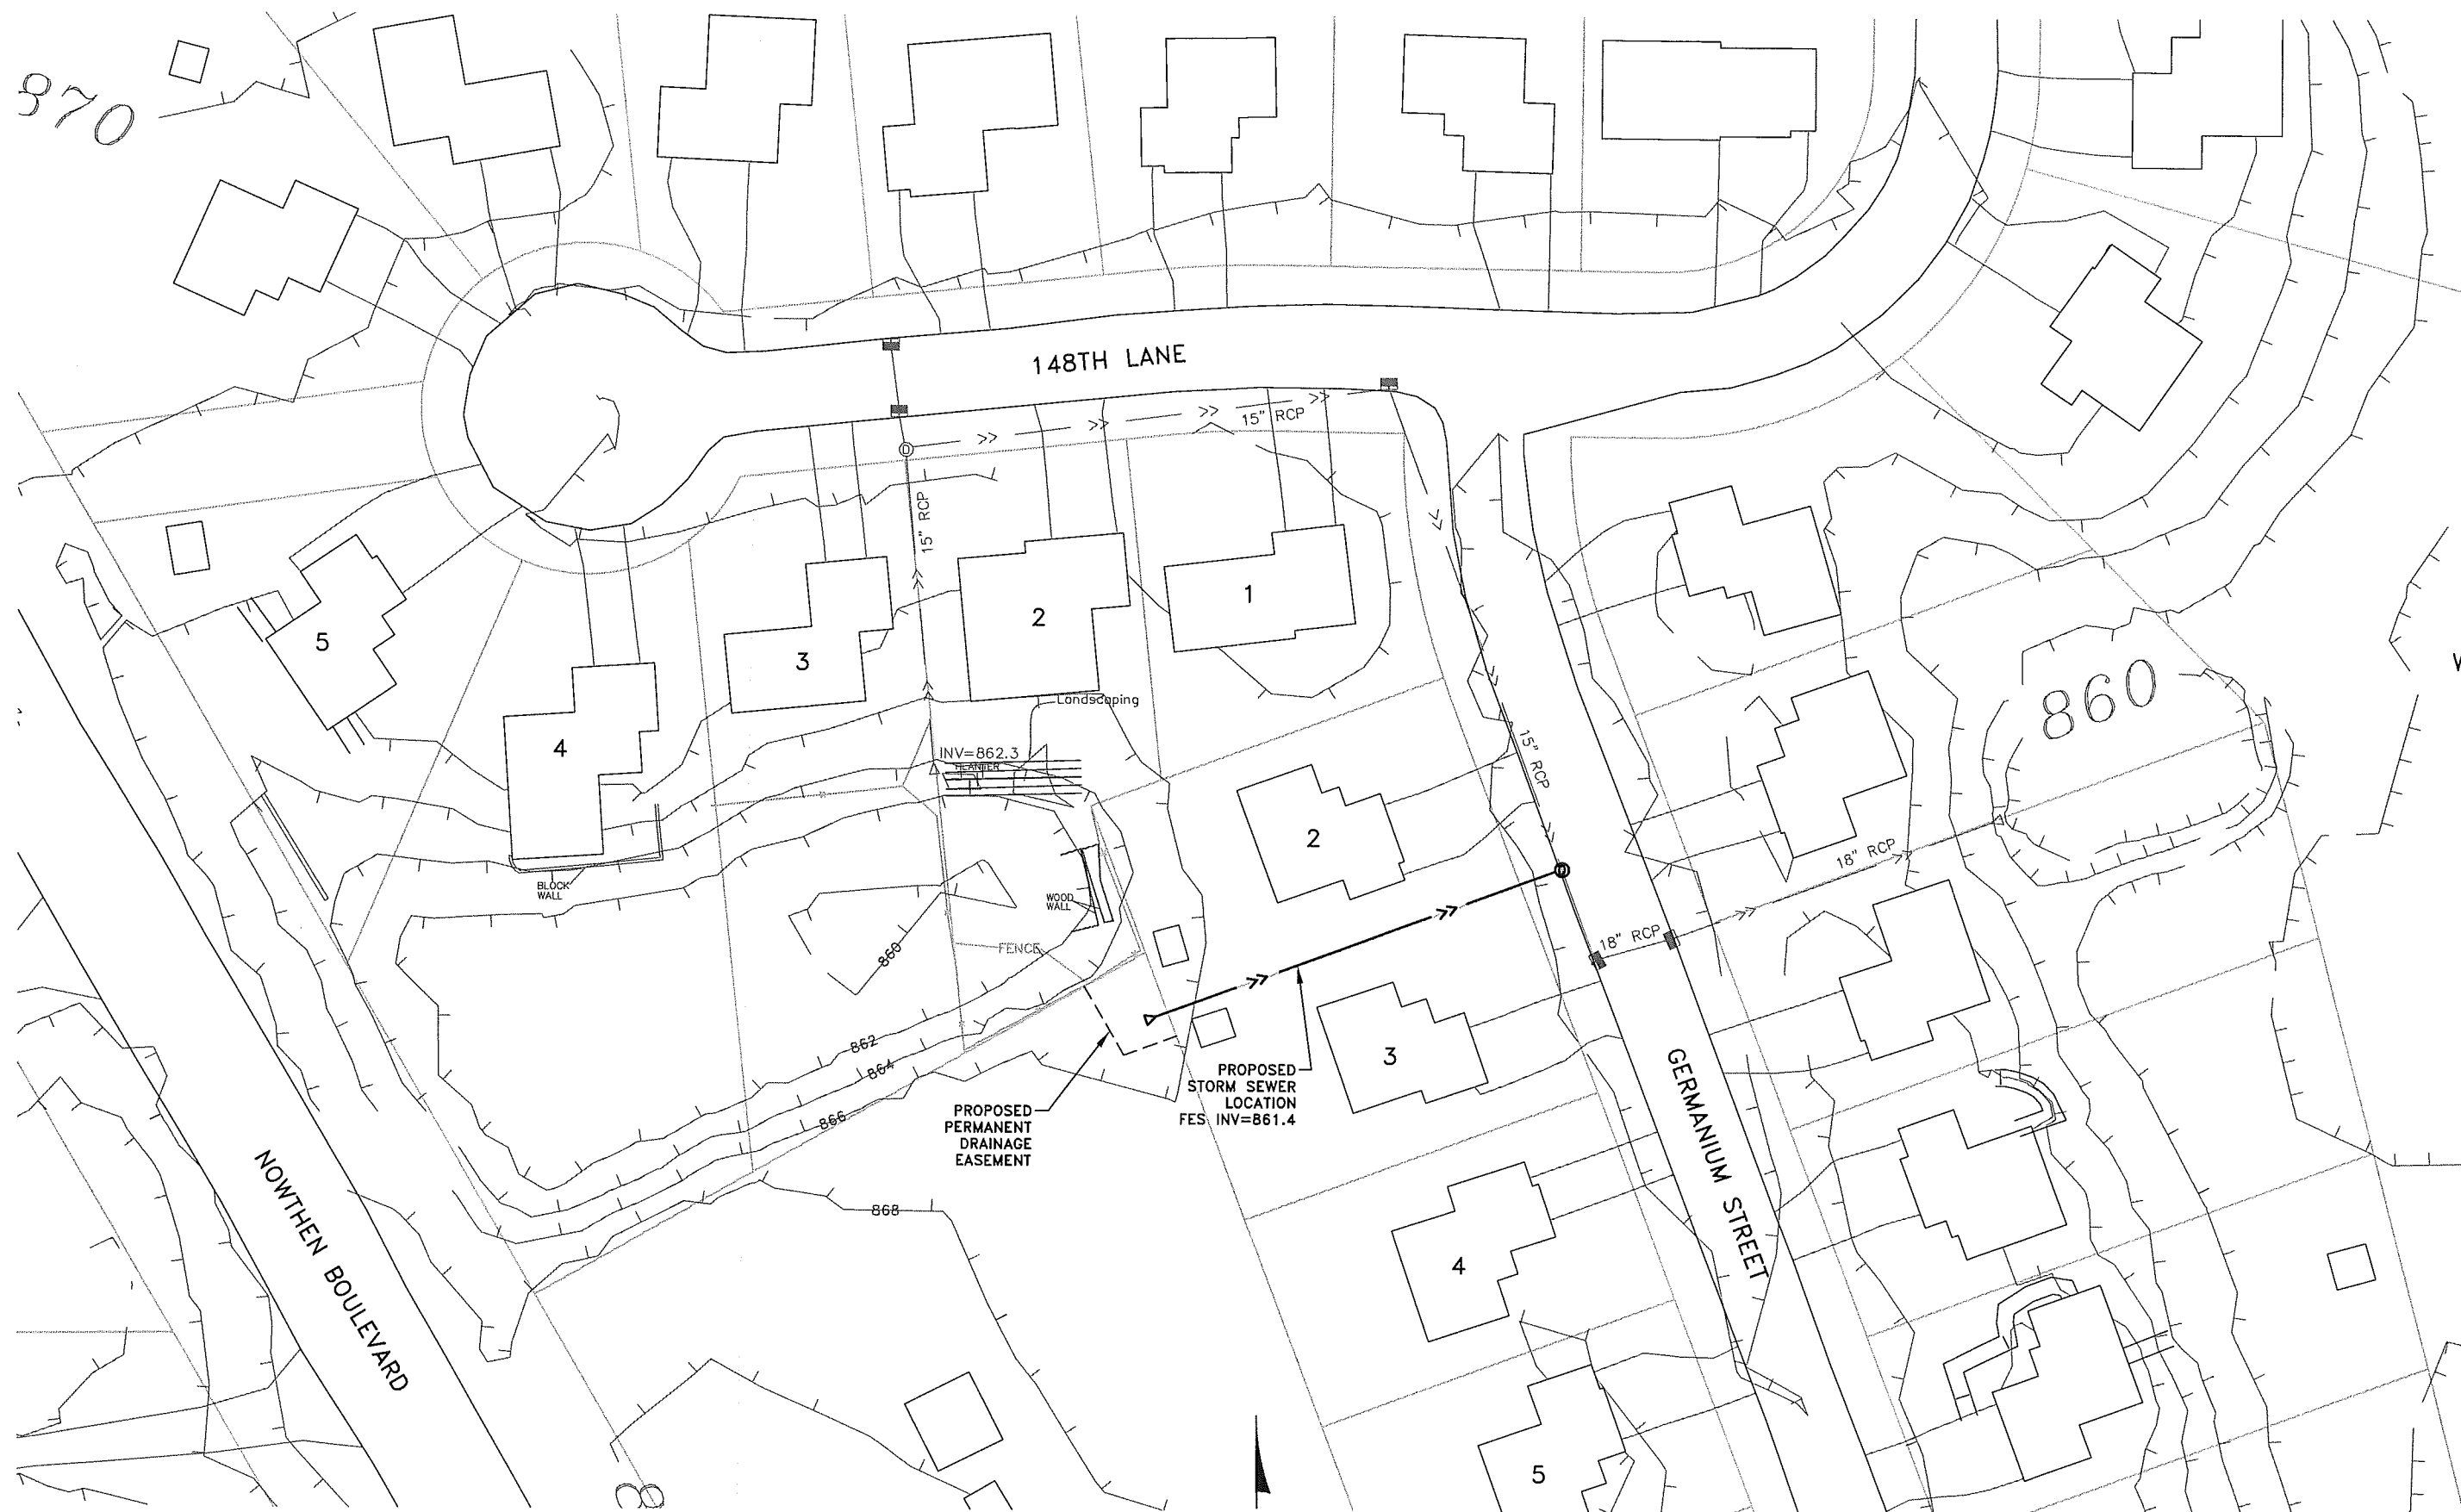 870
148TH LANE
15" RCP
15" RCP
5
4
3
2
1
Landscaping
INV=862.3
PLANTER
BLOCK
WALL
WOOD
WALL
FENCE
860
862
864
866
868
15" RCP
18" RCP
18" RCP
860
2
3
4
5
PROPOSED
STORM SEWER
LOCATION
FES INV=861.4
PROPOSED
PERMANENT
DRAINAGE
EASEMENT
NOWTHEN BOULEVARD
GERMANIUM STREET